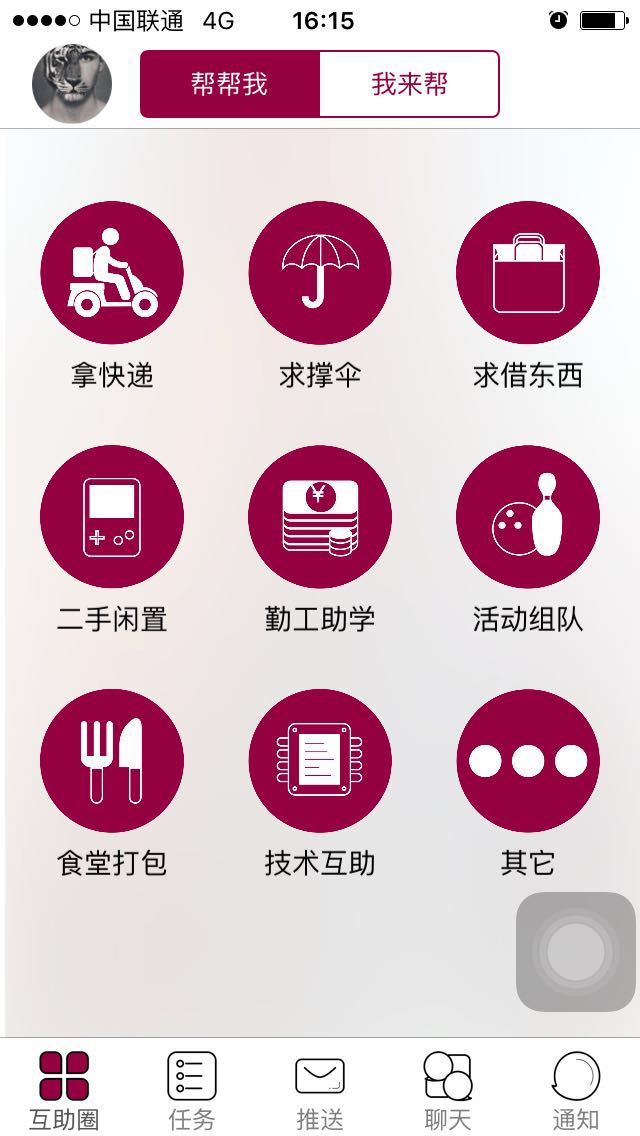 中国联通 4G 16:15
帮帮我 我来帮
拿快递 求撑伞 求借东西
¥
二手闲置 勤工助学 活动组队
食堂打包 技术互助 其它
互助圈 任务 推送 聊天 通知